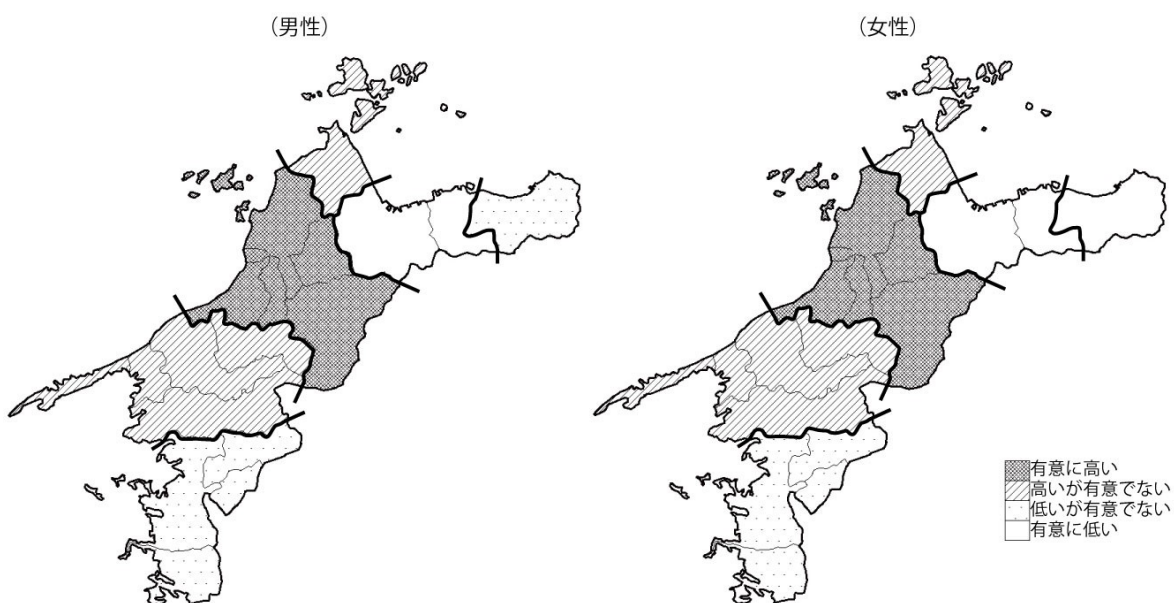 (男性)
(女性)
有意に高い
高いが有意でない
低いが有意でない
有意に低い